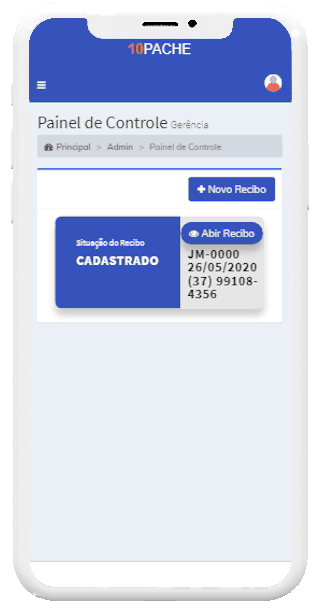 10PACHE
Painel de Controle Gerência
Principal > Admin > Painel de Controle
Novo Recibo
Situação do Recibo
CADASTRADO
Abir Recibo
JM-0000
26/05/2020
(37) 99108-
4356